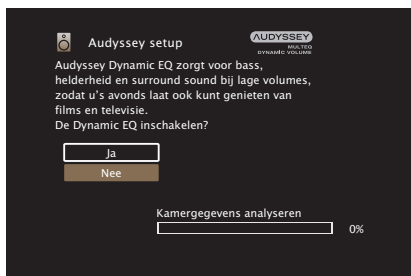 Audyssey setup
AUDYSSEY
MULTEQ
DYNAMIC VOLUME
Audyssey Dynamic EQ zorgt voor bass,
helderheid en surround sound bij lage volumes,
zodat u's avonds laat ook kunt genieten van
films en televisie.
De Dynamic EQ inschakelen?
Ja
Nee
Kamergegevens analyseren
0%